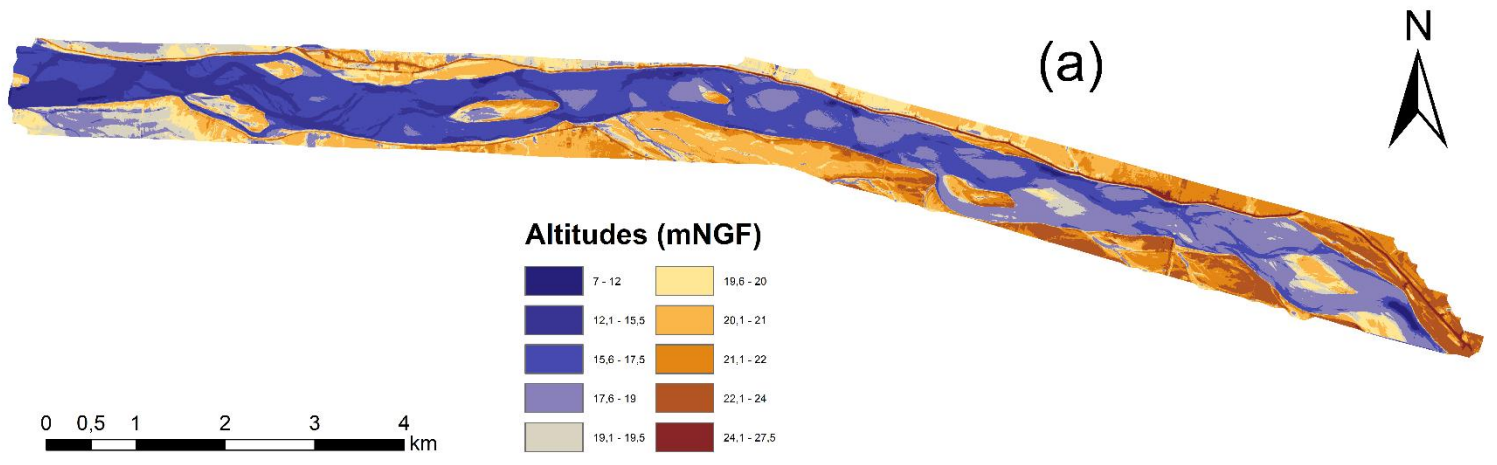 N
(a)
Altitudes (mNGF)
7 - 12
19,6 - 20
12,1 - 15,5
20,1 - 21
15,6 - 17,5
21,1 - 22
17,6 - 19
22,1 - 24
19,1 - 19,5
24,1 - 27,5
0 0,5 1 2 3 4
km